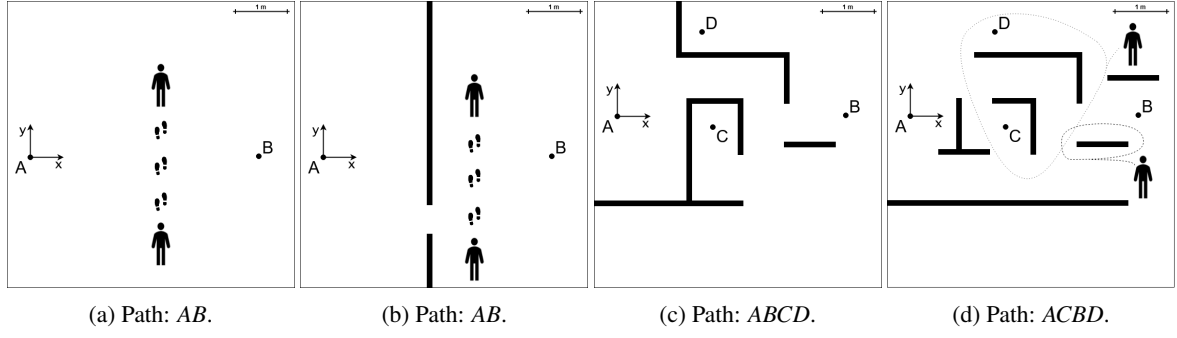 1 m
y
A
x
B
(a) Path: AB.
1 m
y
A
x
B
(b) Path: AB.
1 m
D
y
A
x
B
C
(c) Path: ABCD.
1 m
D
y
A
x
B
C
(d) Path: ACBD.